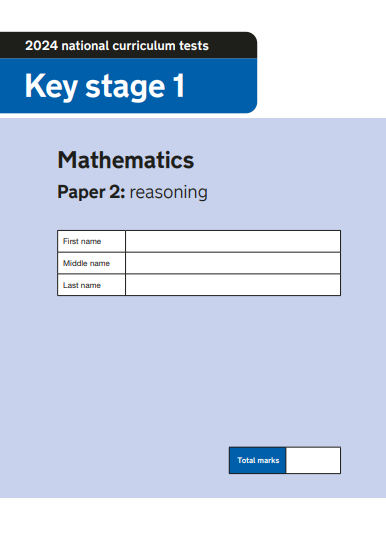 2024 national curriculum tests
Key stage 1
Mathematics
Paper 2: reasoning
First name
Middle name
Last name
Total marks